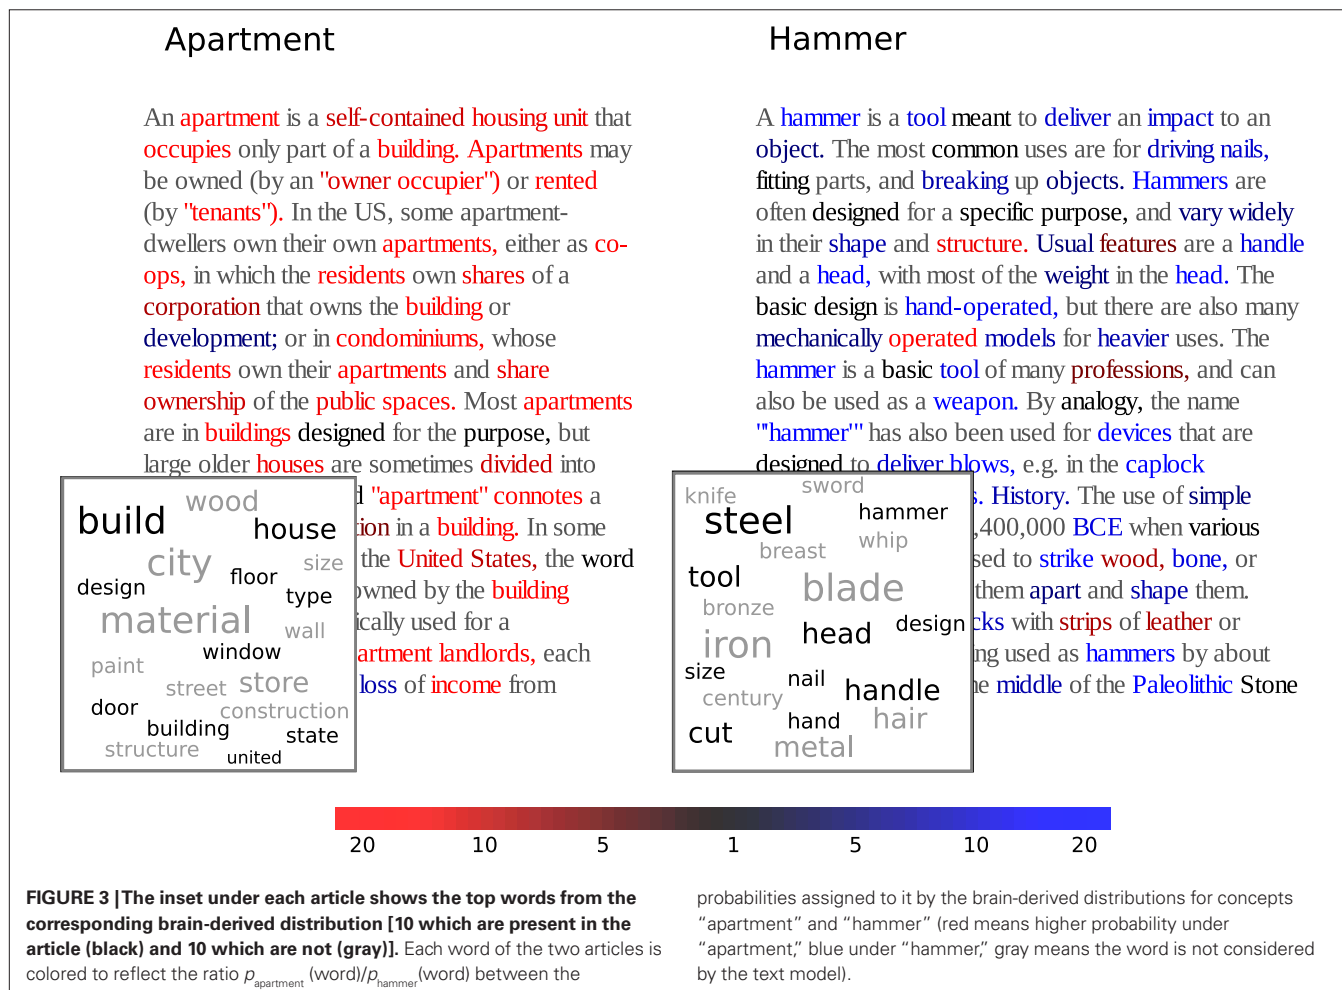 Apartment
An apartment is a self-contained housing unit that
occupies only part of a building. Apartments may
be owned (by an "owner occupier") or rented
(by "tenants"). In the US, some apartment-
dwellers own their own apartments, either as co-
ops, in which the residents own shares of a
corporation that owns the building or
development; or in condominiums, whose
residents own their apartments and share
ownership of the public spaces. Most apartments
are in buildings designed for the purpose, but
large older houses are sometimes divided into
"apartment" connotes a
in a building. In some
the United States, the word
owned by the building
ically used for a
artment landlords, each
loss of income from
wood
build
house
city
size
floor
design
type
material
wall
window
paint
street
store
door
construction
building
state
structure
united
Hammer
A hammer is a tool meant to deliver an impact to an
object. The most common uses are for driving nails,
fitting parts, and breaking up objects. Hammers are
often designed for a specific purpose, and vary widely
in their shape and structure. Usual features are a handle
and a head, with most of the weight in the head. The
basic design is hand-operated, but there are also many
mechanically operated models for heavier uses. The
hammer is a basic tool of many professions, and can
also be used as a weapon. By analogy, the name
"'hammer'" has also been used for devices that are
designed to deliver blows, e.g. in the caplock
s. History. The use of simple
,400,000 BCE when various
sed to strike wood, bone, or
them apart and shape them.
cks with strips of leather or
ng used as hammers by about
middle of the Paleolithic Stone
sword
knife
steel
hammer
whip
breast
tool
blade
bronze
design
head
iron
size
nail
handle
century
hand
hair
cut
metal
20 10 5 1 5 10 20
FIGURE 3 | The inset under each article shows the top words from the
corresponding brain-derived distribution [10 which are present in the
article (black) and 10 which are not (gray)]. Each word of the two articles is
colored to reflect the ratio papartment (word)/phammer(word) between the
probabilities assigned to it by the brain-derived distributions for concepts
"apartment" and "hammer" (red means higher probability under
"apartment," blue under "hammer," gray means the word is not considered
by the text model).